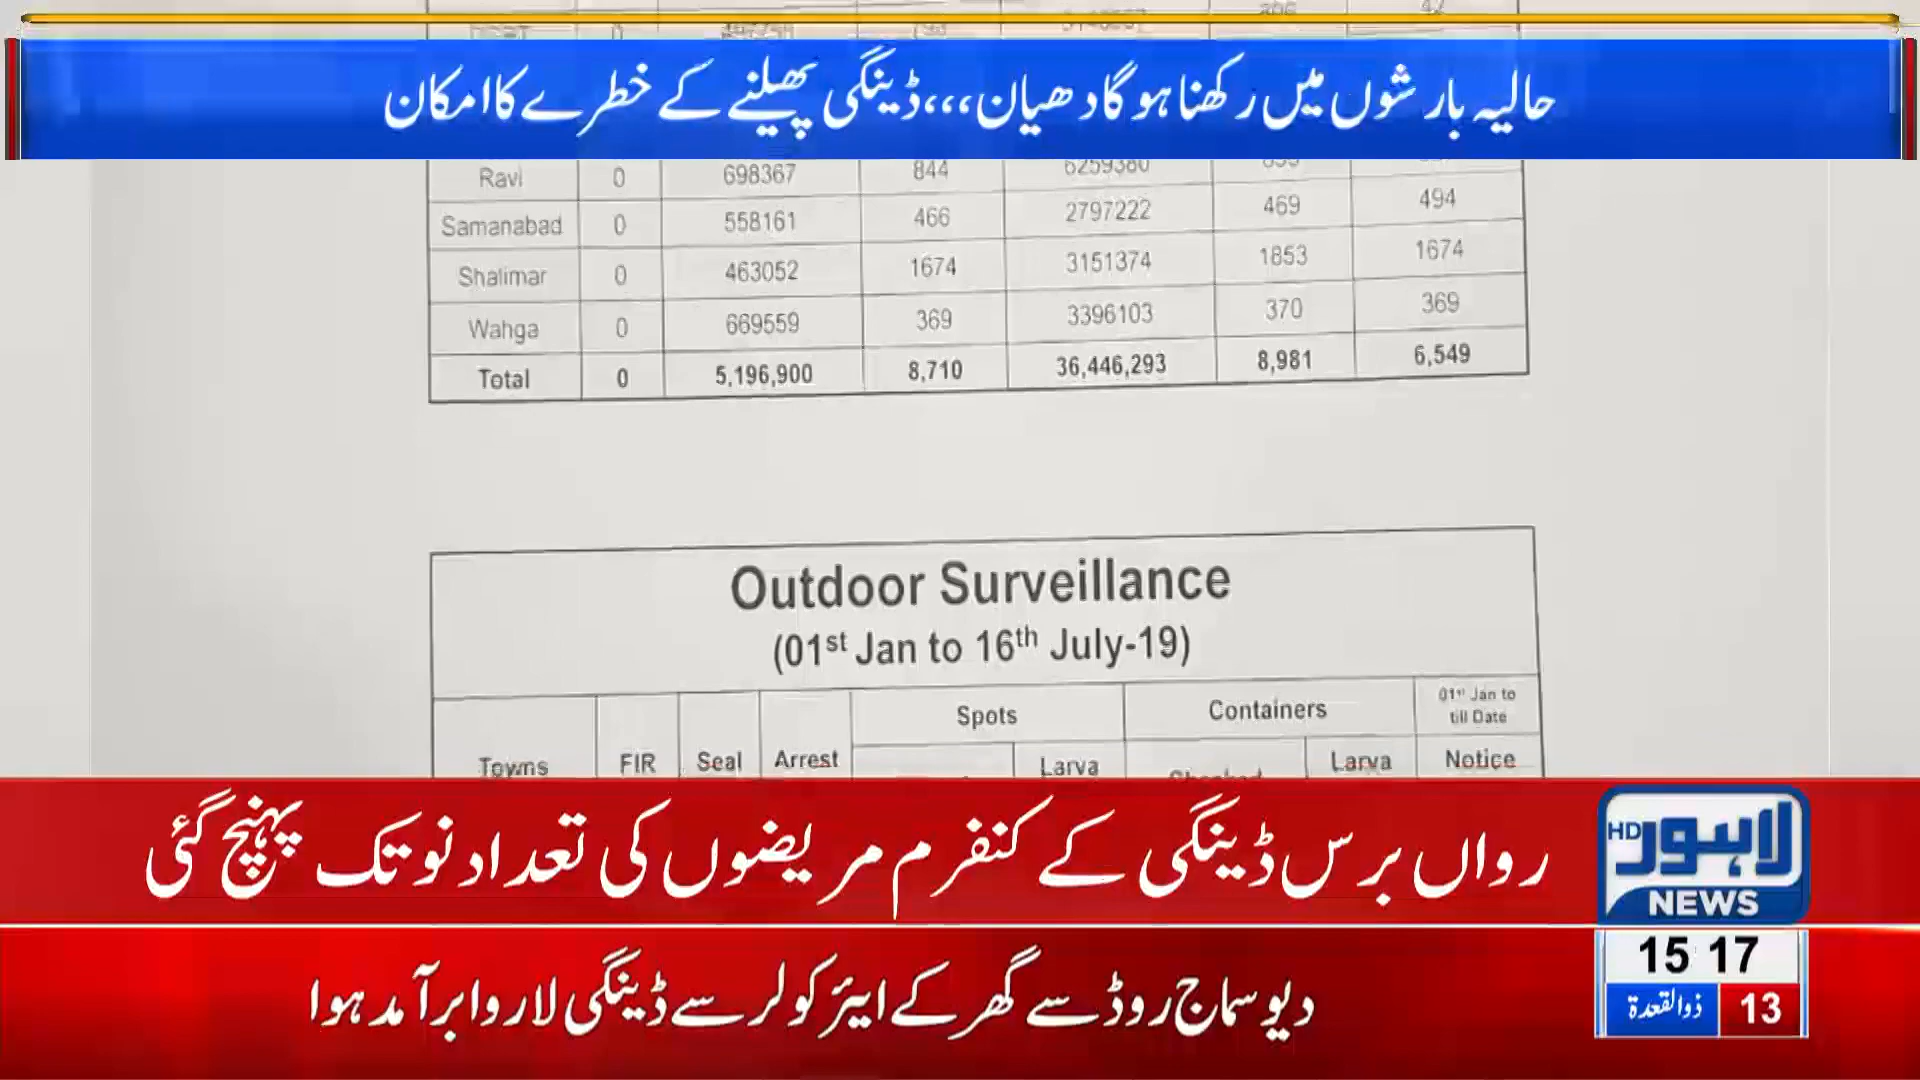 حالیہ بارشوں میں رکھنا ہوگا دھیان،،،ڈینگی پھیلنے کے خطرے کا امکان
Ravi 0 698367 844 6259380
Samanabad 0 558161 466 2797222 469 494
Shalimar 0 463052 1674 3151374 1853 1674
Wahga 0 669559 369 3396103 370 369
Total 0 5,196,900 8,710 36,446,293 8,981 6,549
Outdoor Surveillance
(01st Jan to 16th July-19)
Spots Containers 01st Jan to till Date
Towns FIR Seal Arrest Larva Larva Notice
رواں برس ڈینگی کے کنفرم مریضوں کی تعداد نو تک پہنچ گئی
لاہور HD
NEWS
دیو سماج روڈ سے گھر کے ایئر کولر سے ڈینگی لاروا برآمد ہوا
15 17
ذوالقعدة 13